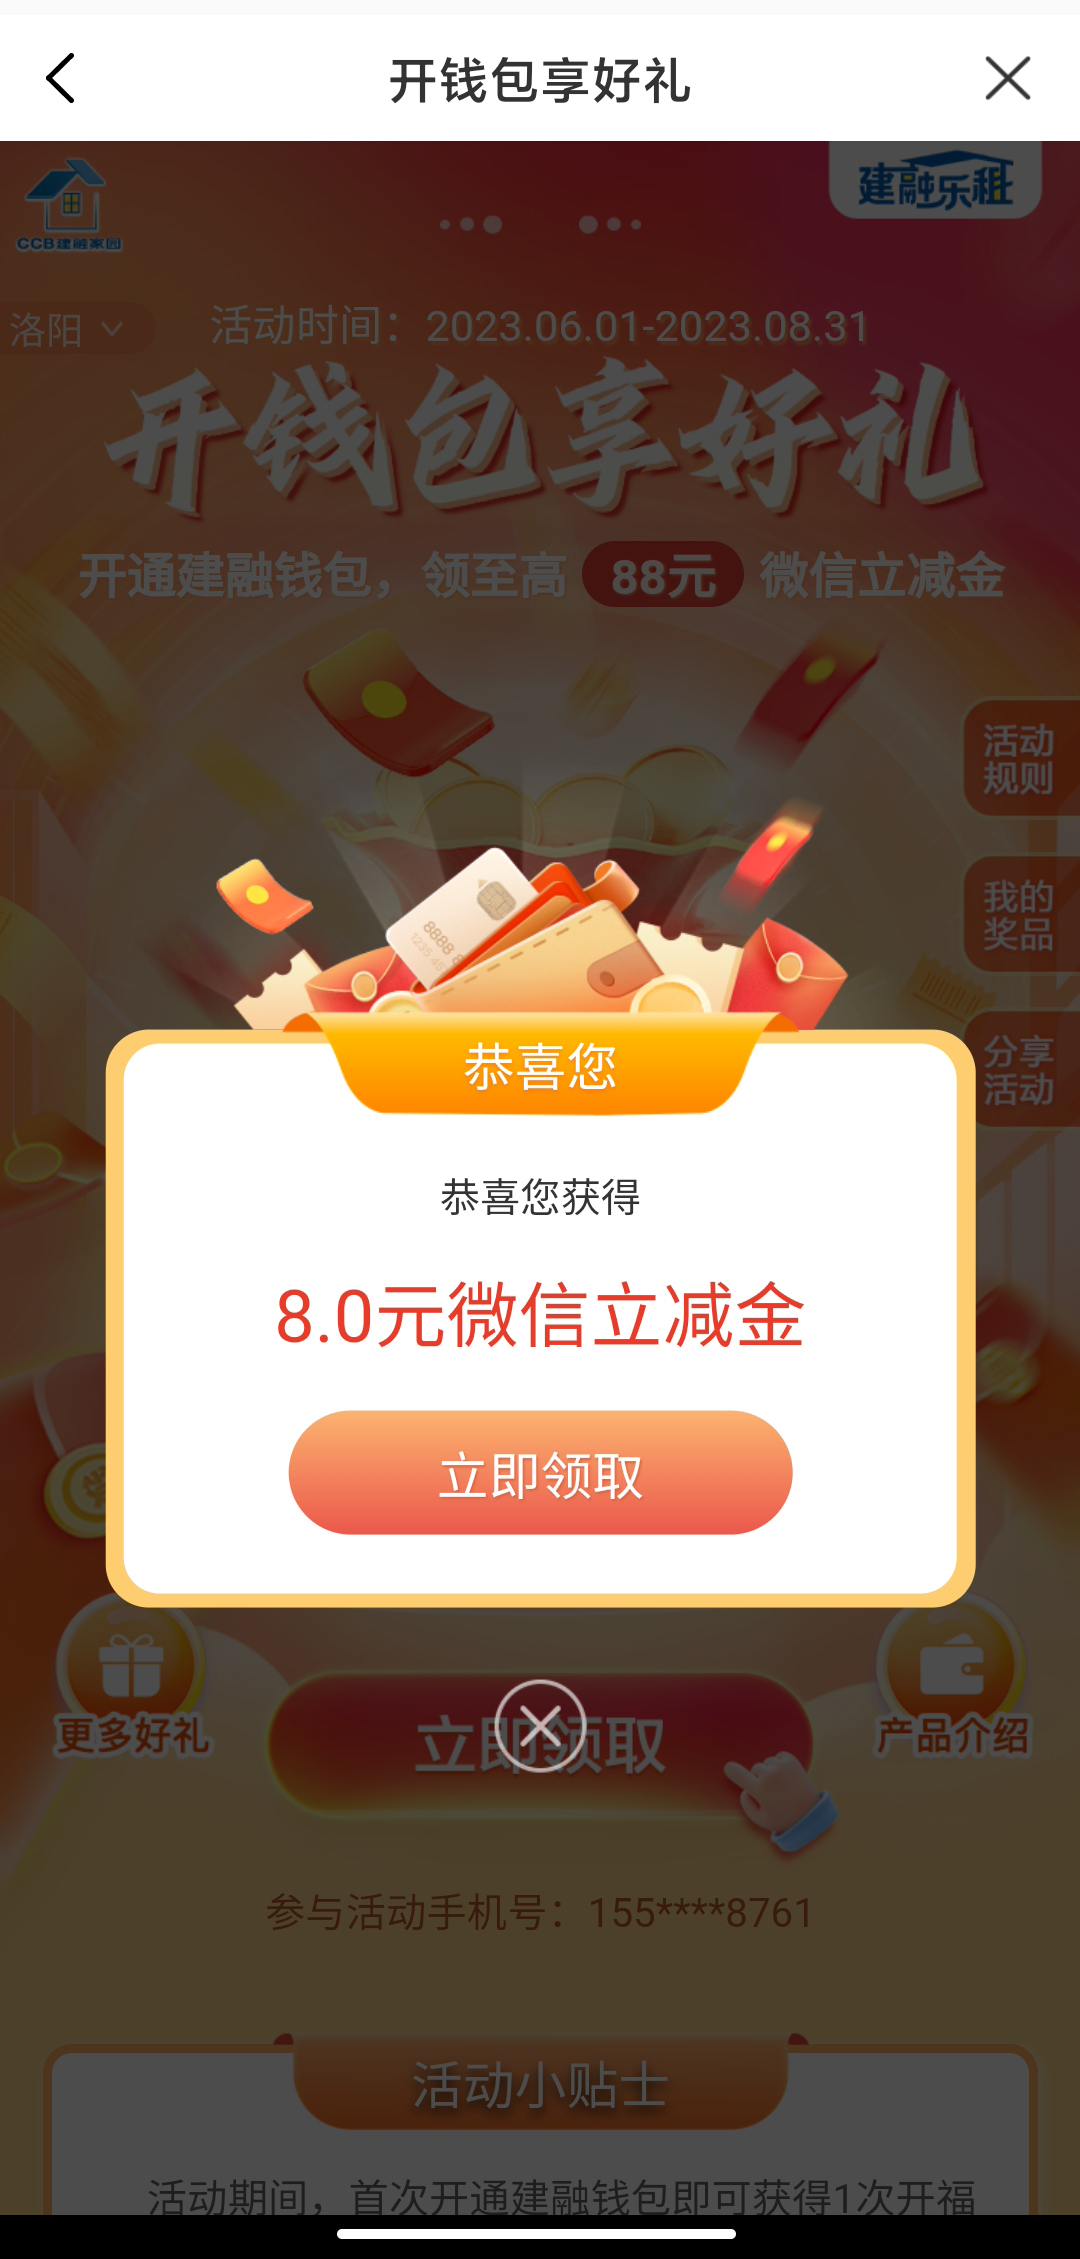 开钱包享好礼
CCB建融家园
建融乐租
洛阳
活动时间：2023.06.01-2023.08.31
开钱包享好礼
开通建融钱包，领至高 88元 微信立减金
活动
规则
我的
奖品
8888 8
分享
活动
恭喜您
恭喜您获得
8.0元微信立减金
立即领取
更多好礼
立即领取
产品介绍
参与活动手机号：155****8761
活动小贴士
活动期间，首次开通建融钱包即可获得1次开福